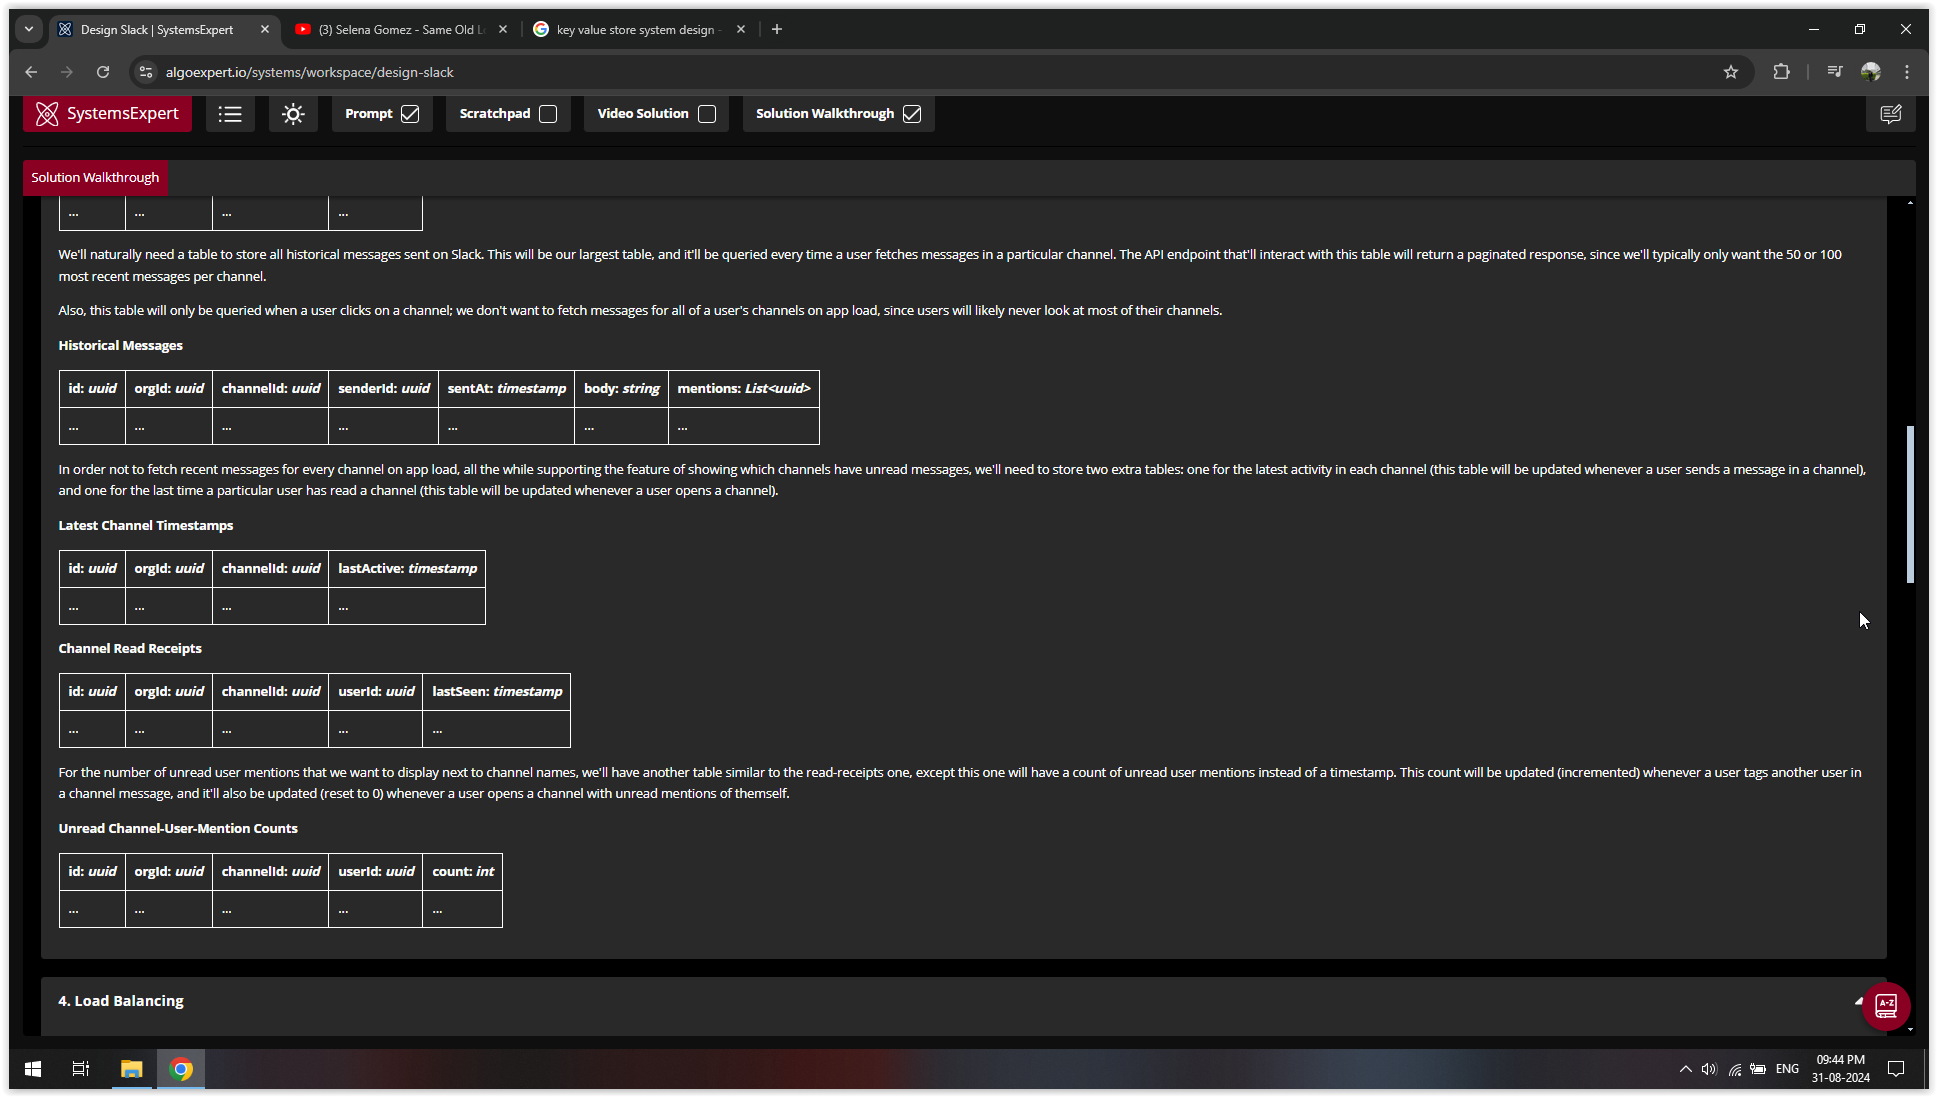 Design Slack | SystemsExpert
(3) Selena Gomez - Same Old L
key value store system design -
algoexpert.io/systems/workspace/design-slack
SystemsExpert
Prompt
Scratchpad
Video Solution
Solution Walkthrough
Solution Walkthrough
... ... ... ...
We'll naturally need a table to store all historical messages sent on Slack. This will be our largest table, and it'll be queried every time a user fetches messages in a particular channel. The API endpoint that'll interact with this table will return a paginated response, since we'll typically only want the 50 or 100
most recent messages per channel.
Also, this table will only be queried when a user clicks on a channel; we don't want to fetch messages for all of a user's channels on app load, since users will likely never look at most of their channels.
Historical Messages
id: uuid orgId: uuid channelId: uuid senderId: uuid sentAt: timestamp body: string mentions: List<uuid>
... ... ... ... ... ... ...
In order not to fetch recent messages for every channel on app load, all the while supporting the feature of showing which channels have unread messages, we'll need to store two extra tables: one for the latest activity in each channel (this table will be updated whenever a user sends a message in a channel),
and one for the last time a particular user has read a channel (this table will be updated whenever a user opens a channel).
Latest Channel Timestamps
id: uuid orgId: uuid channelId: uuid lastActive: timestamp
... ... ... ...
Channel Read Receipts
id: uuid orgId: uuid channelId: uuid userId: uuid lastSeen: timestamp
... ... ... ... ...
For the number of unread user mentions that we want to display next to channel names, we'll have another table similar to the read-receipts one, except this one will have a count of unread user mentions instead of a timestamp. This count will be updated (incremented) whenever a user tags another user in
a channel message, and it'll also be updated (reset to 0) whenever a user opens a channel with unread mentions of themself.
Unread Channel-User-Mention Counts
id: uuid orgId: uuid channelId: uuid userId: uuid count: int
... ... ... ... ...
4. Load Balancing
A-Z
ENG
09:44 PM
31-08-2024